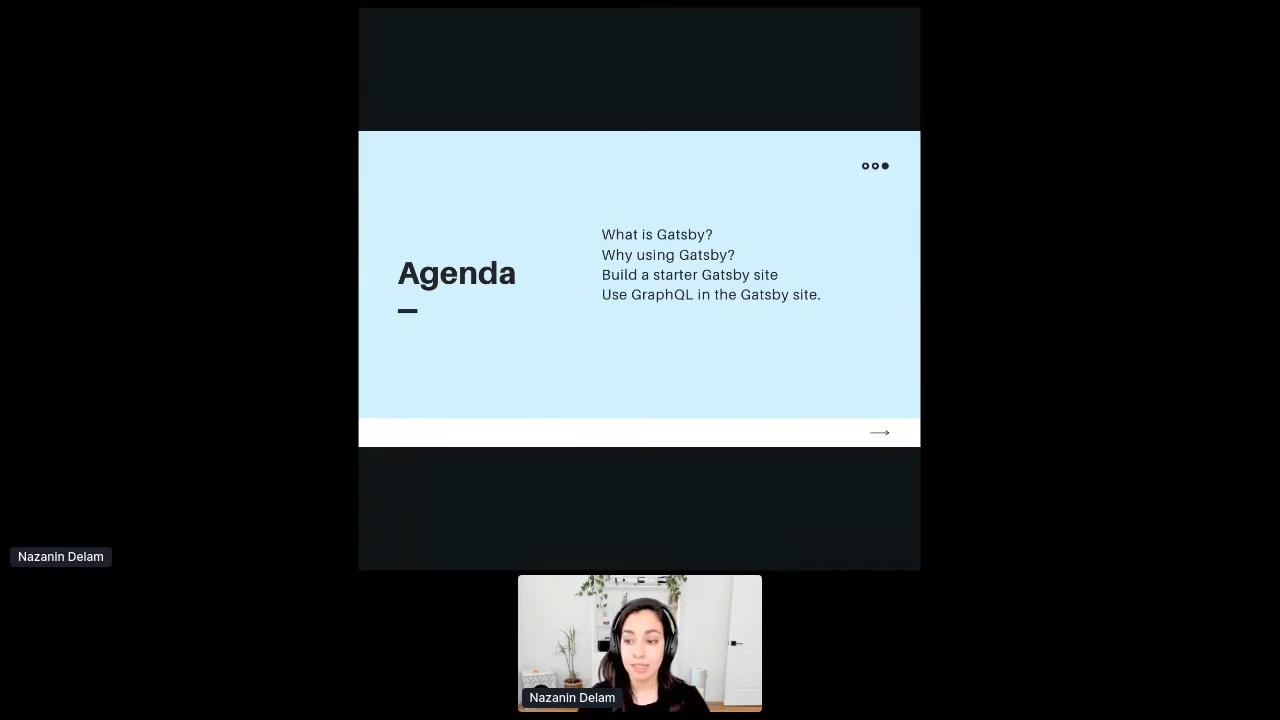 Agenda
What is Gatsby?
Why using Gatsby?
Build a starter Gatsby site
Use GraphQL in the Gatsby site.
Nazanin Delam
Nazanin Delam